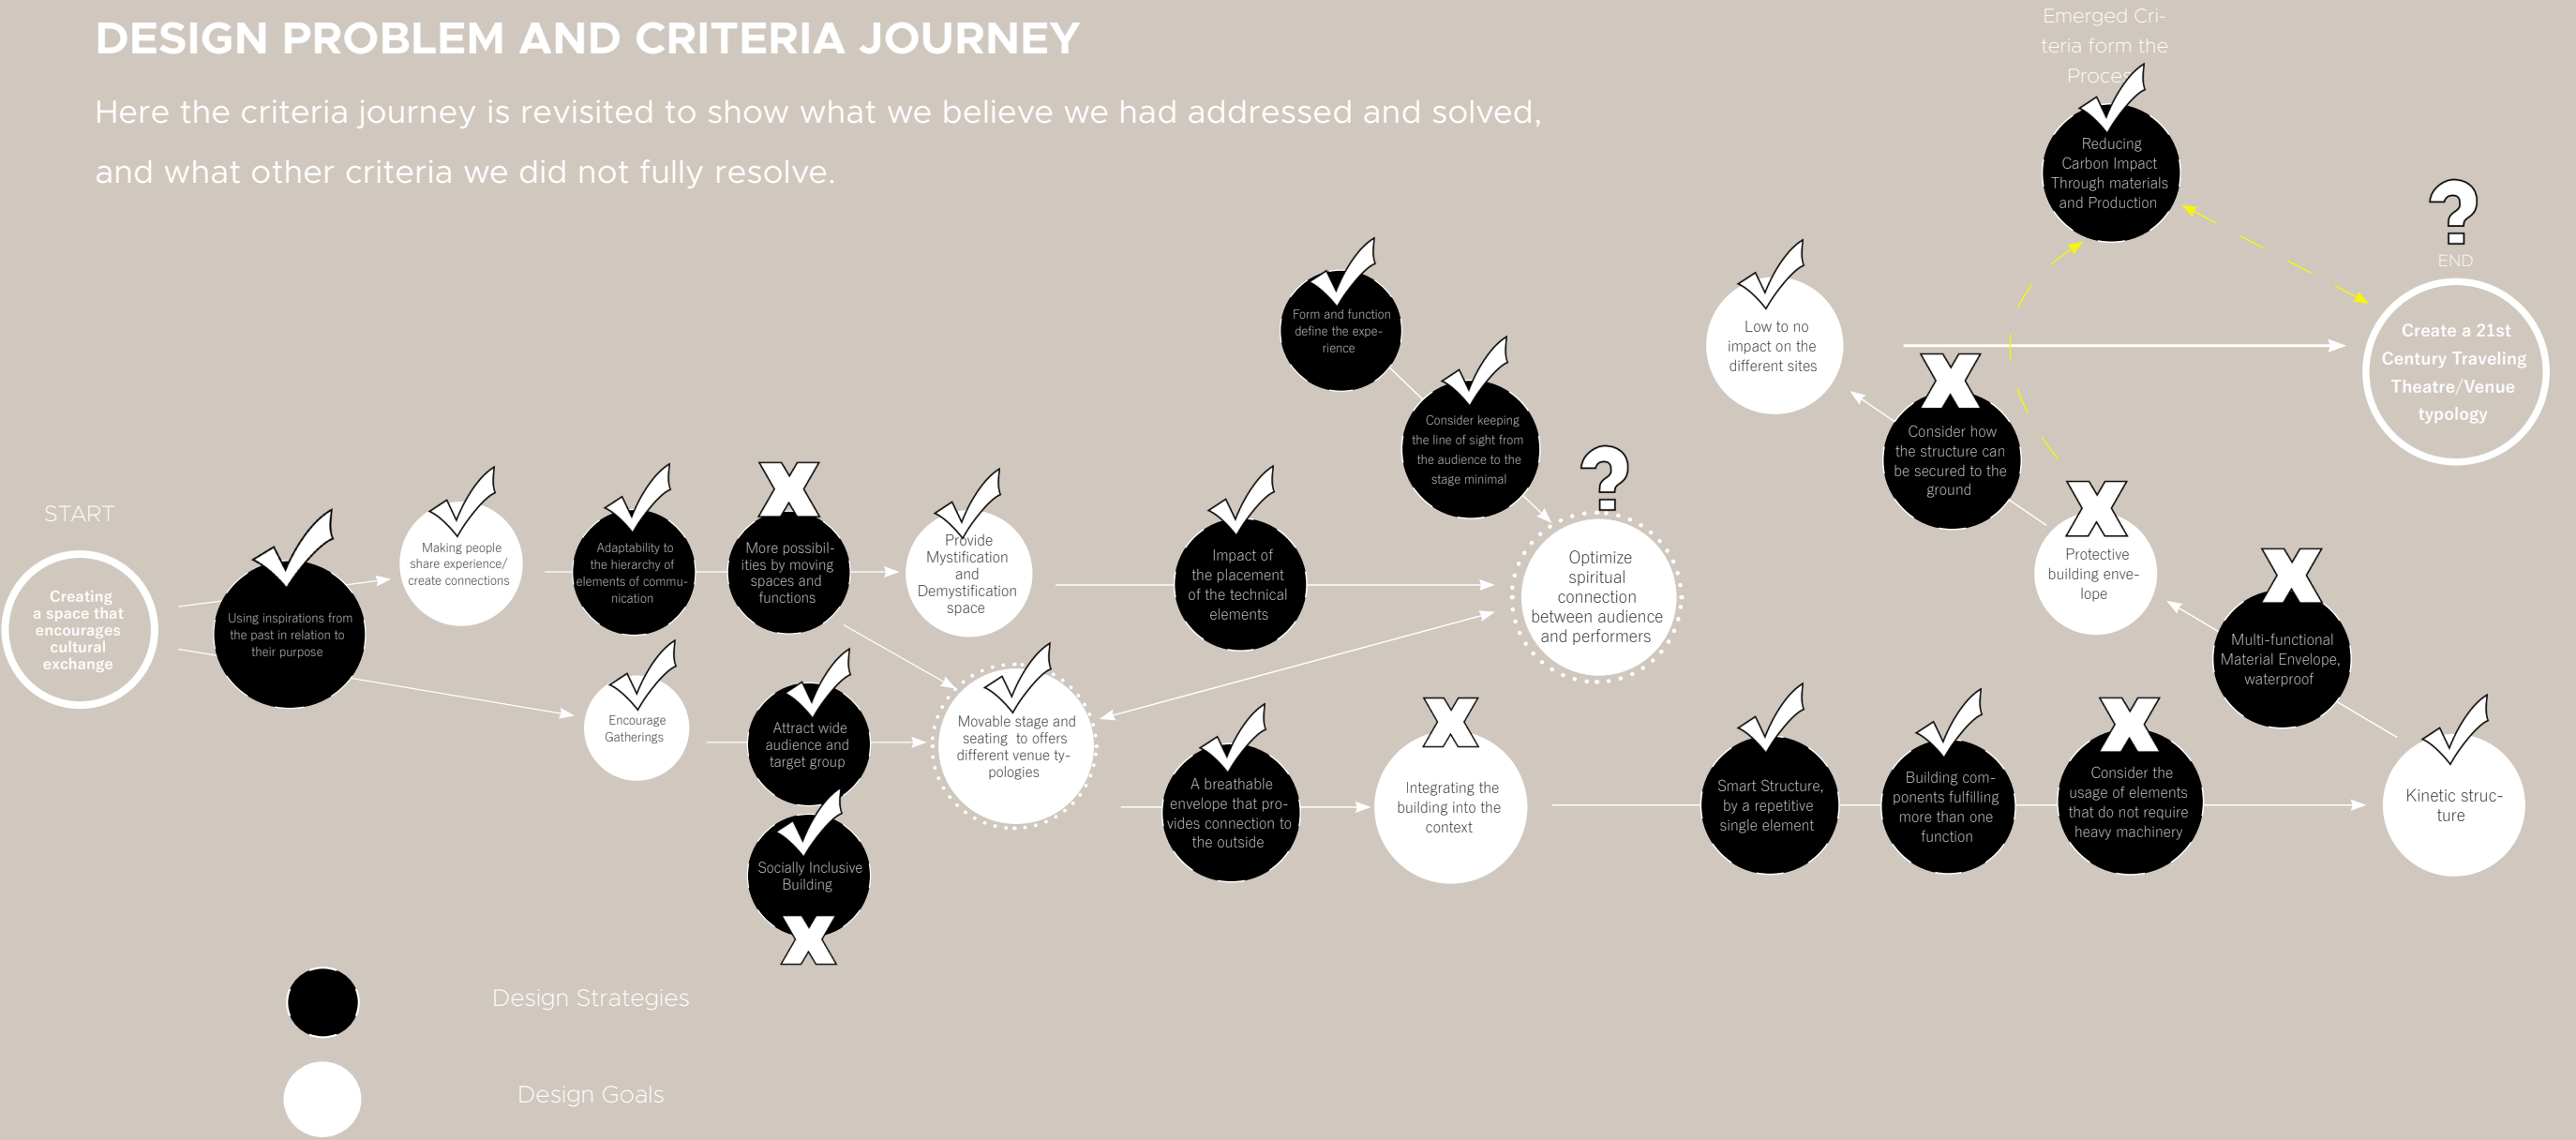 DESIGN PROBLEM AND CRITERIA JOURNEY
Here the criteria journey is revisited to show what we believe we had addressed and solved,
and what other criteria we did not fully resolve.
Emerged Cri-
teria form the
Proces
Reducing
Carbon Impact
Through materials
and Production
?
END
Create a 21st
Century Traveling
Theatre/Venue
typology
Form and function
define the expe-
rience
Low to no
impact on the
different sites
Consider keeping
the line of sight from
the audience to the
stage minimal
X
Consider how
the structure can
be secured to the
ground
START
Creating
a space that
encourages
cultural
exchange
Using inspirations from
the past in relation to
their purpose
Making people
share experience/
create connections
Adaptability to
the hierarchy of
elements of commu-
nication
X
More possibil-
ities by moving
spaces and
functions
Provide
Mystification
and
Demystification
space
Impact of
the placement
of the technical
elements
?
Optimize
spiritual
connection
between audience
and performers
X
Protective
building enve-
lope
X
Multi-functional
Material Envelope,
waterproof
Encourage
Gatherings
Attract wide
audience and
target group
Movable stage and
seating to offers
different venue ty-
pologies
Socially Inclusive
Building
X
A breathable
envelope that pro-
vides connection to
the outside
X
Integrating the
building into the
context
Smart Structure,
by a repetitive
single element
Building com-
ponents fulfilling
more than one
function
X
Consider the
usage of elements
that do not require
heavy machinery
Kinetic struc-
ture
Design Strategies
Design Goals